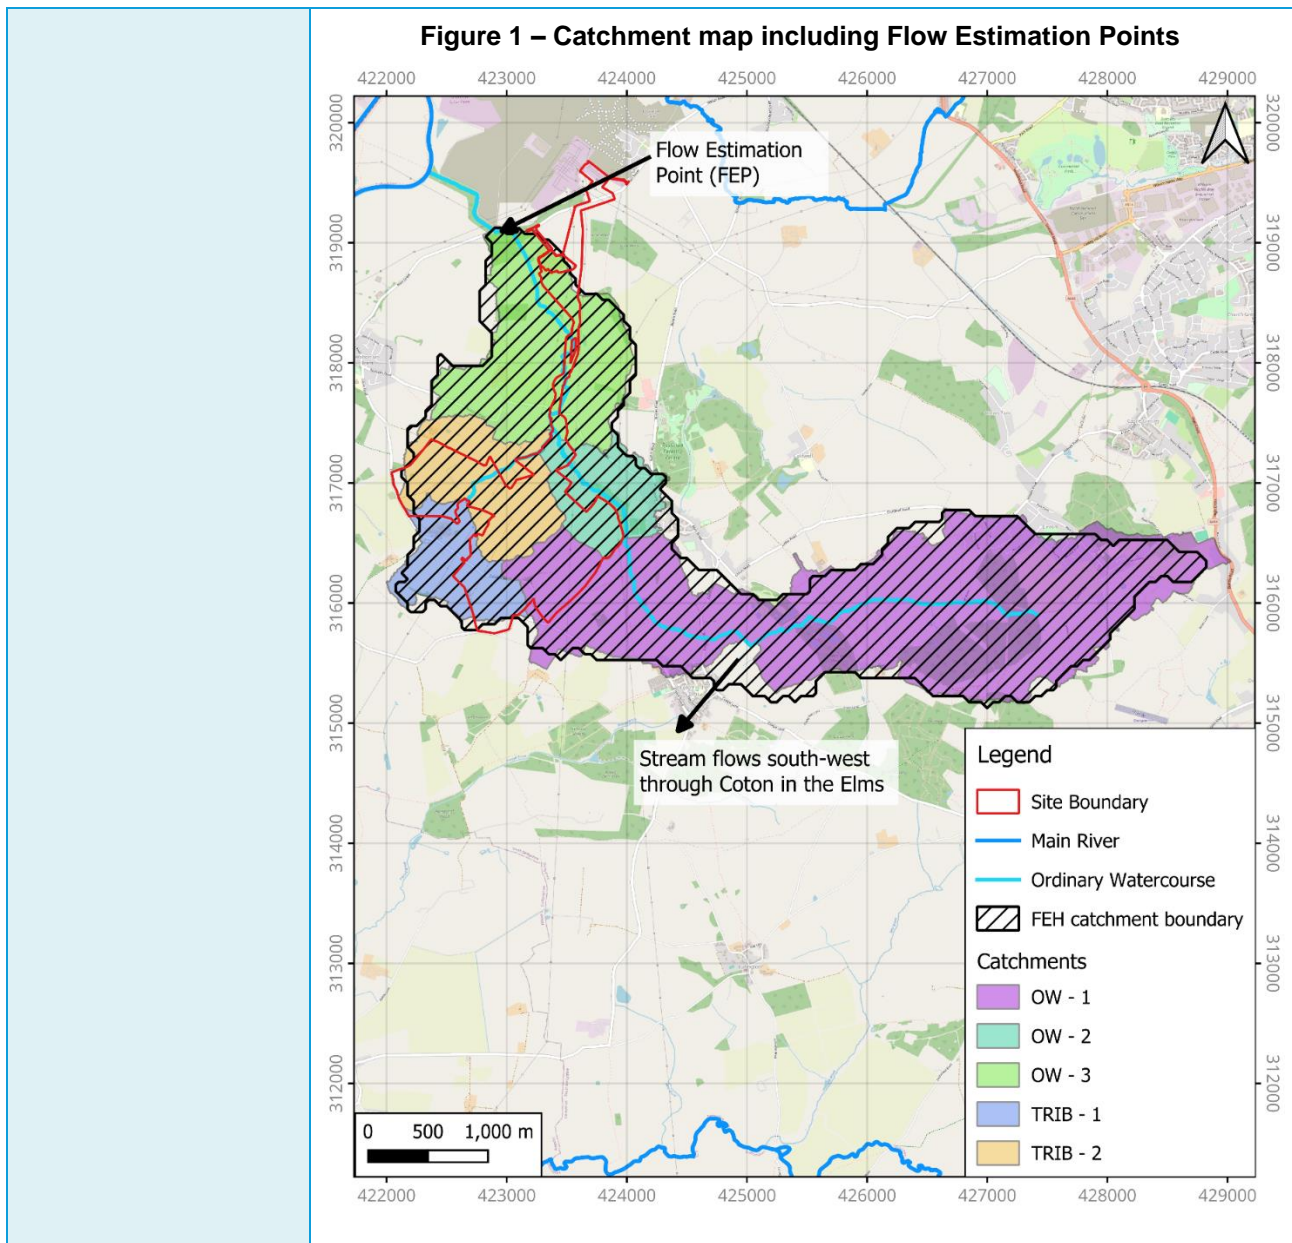 Figure 1 – Catchment map including Flow Estimation Points
422000 423000 424000 425000 426000 427000 428000 429000
320000
319000
318000
317000
316000
315000
314000
313000
312000
320000
319000
318000
317000
316000
315000
314000
313000
312000
Flow Estimation
Point (FEP)
Stream flows south-west
through Coton in the Elms
Legend
Site Boundary
Main River
Ordinary Watercourse
FEH catchment boundary
Catchments
OW - 1
OW - 2
OW - 3
TRIB - 1
TRIB - 2
0 500 1,000 m
422000 423000 424000 425000 426000 427000 428000 429000